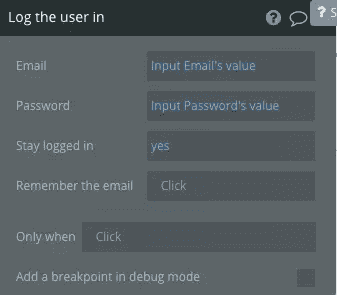 Log the user in
? S
Email Input Email's value
Password Input Password's value
Stay logged in yes
Remember the email Click
Only when Click
Add a breakpoint in debug mode